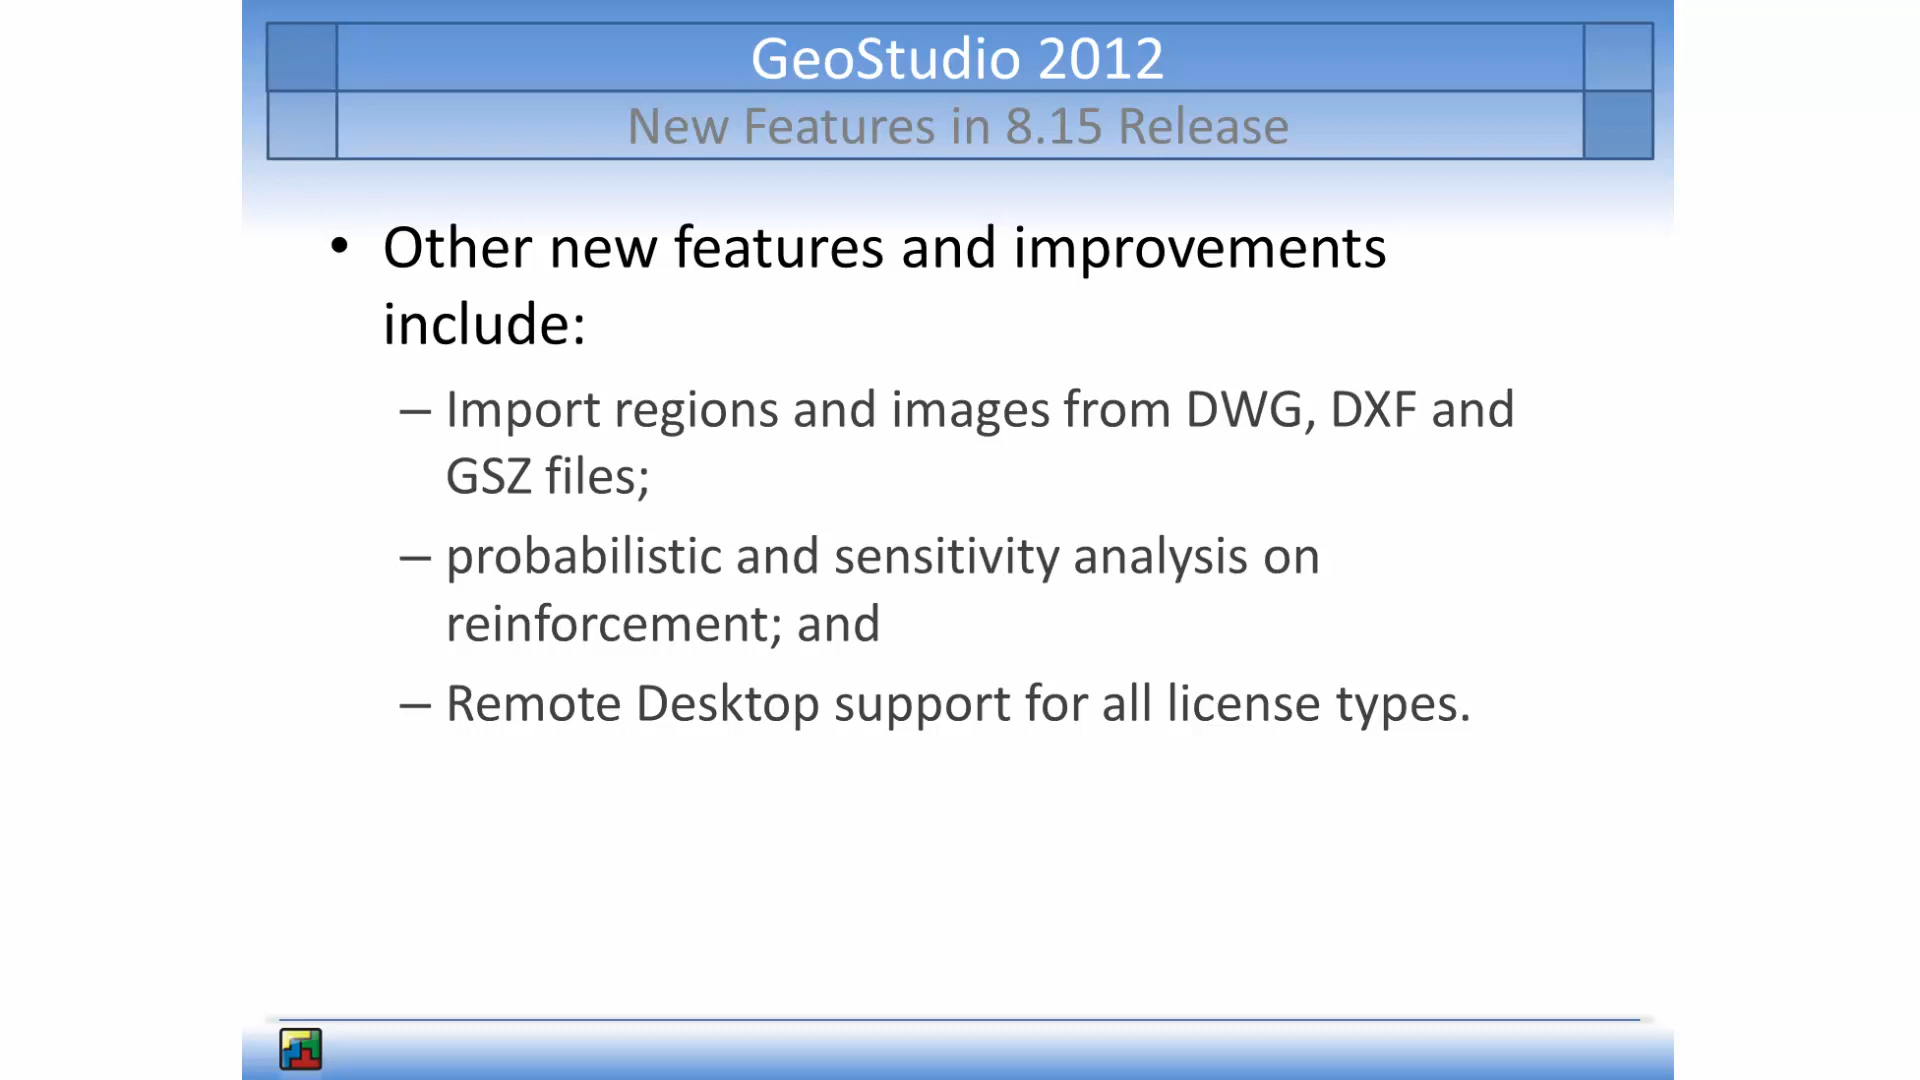 GeoStudio 2012
New Features in 8.15 Release
• Other new features and improvements
include:
– Import regions and images from DWG, DXF and
GSZ files;
– probabilistic and sensitivity analysis on
reinforcement; and
– Remote Desktop support for all license types.